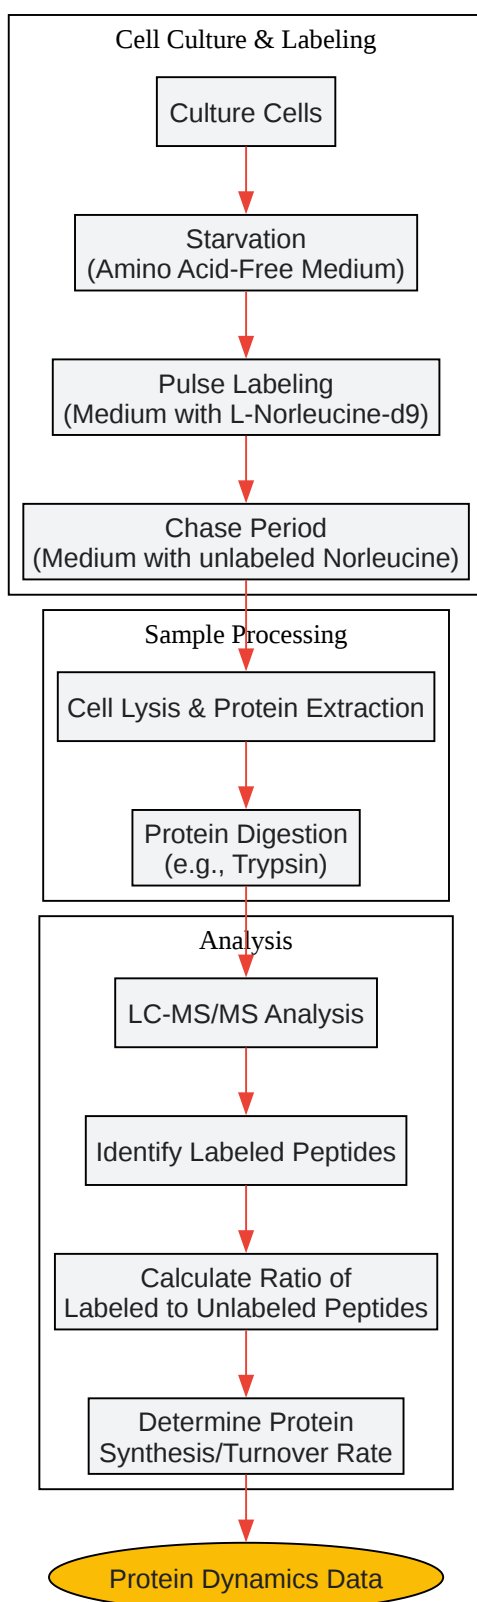 Cell Culture & Labeling
Culture Cells
Starvation
(Amino Acid-Free Medium)
Pulse Labeling
(Medium with L-Norleucine-d9)
Chase Period
(Medium with unlabeled Norleucine)
Sample Processing
Cell Lysis & Protein Extraction
Protein Digestion
(e.g., Trypsin)
Analysis
LC-MS/MS Analysis
Identify Labeled Peptides
Calculate Ratio of
Labeled to Unlabeled Peptides
Determine Protein
Synthesis/Turnover Rate
Protein Dynamics Data